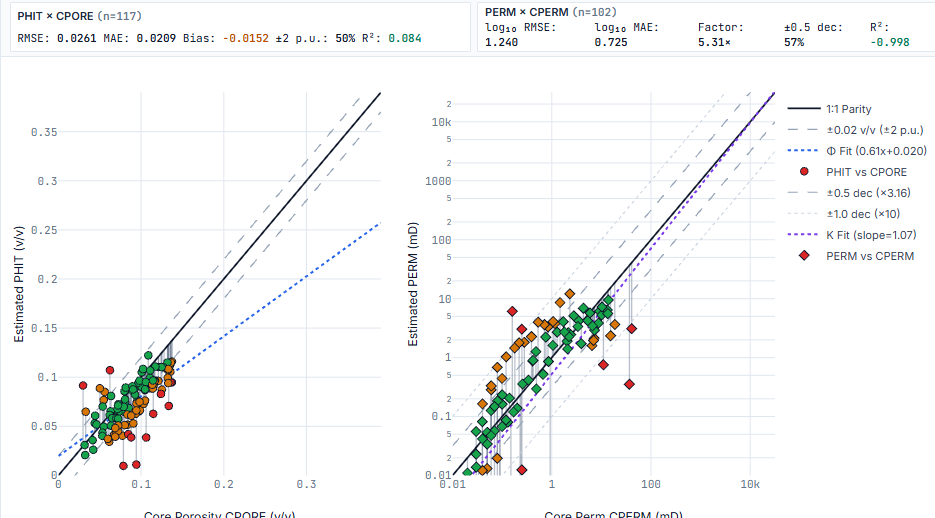 PHIT × CPORE (n=117)
RMSE: 0.0261 MAE: 0.0209 Bias: -0.0152 ±2 p.u.: 50% R²: 0.084
PERM × CPERM (n=102)
log₁₀ RMSE: log₁₀ MAE: Factor: ±0.5 dec: R²:
1.240 0.725 5.31× 57% -0.998
Estimated PHIT (v/v)
0.35
0.3
0.25
0.2
0.15
0.1
0.05
0
0 0.1 0.2 0.3
Core Porosity CPORE (v/v)
Estimated PERM (mD)
2
10k
5
2
1000
5
2
100
5
2
10
5
2
1
5
2
0.1
5
2
0.01
0.01 1 100 10k
Core Perm CPERM (mD)
1:1 Parity
±0.02 v/v (±2 p.u.)
Φ Fit (0.61x+0.020)
PHIT vs CPORE
±0.5 dec (×3.16)
±1.0 dec (×10)
K Fit (slope=1.07)
PERM vs CPERM